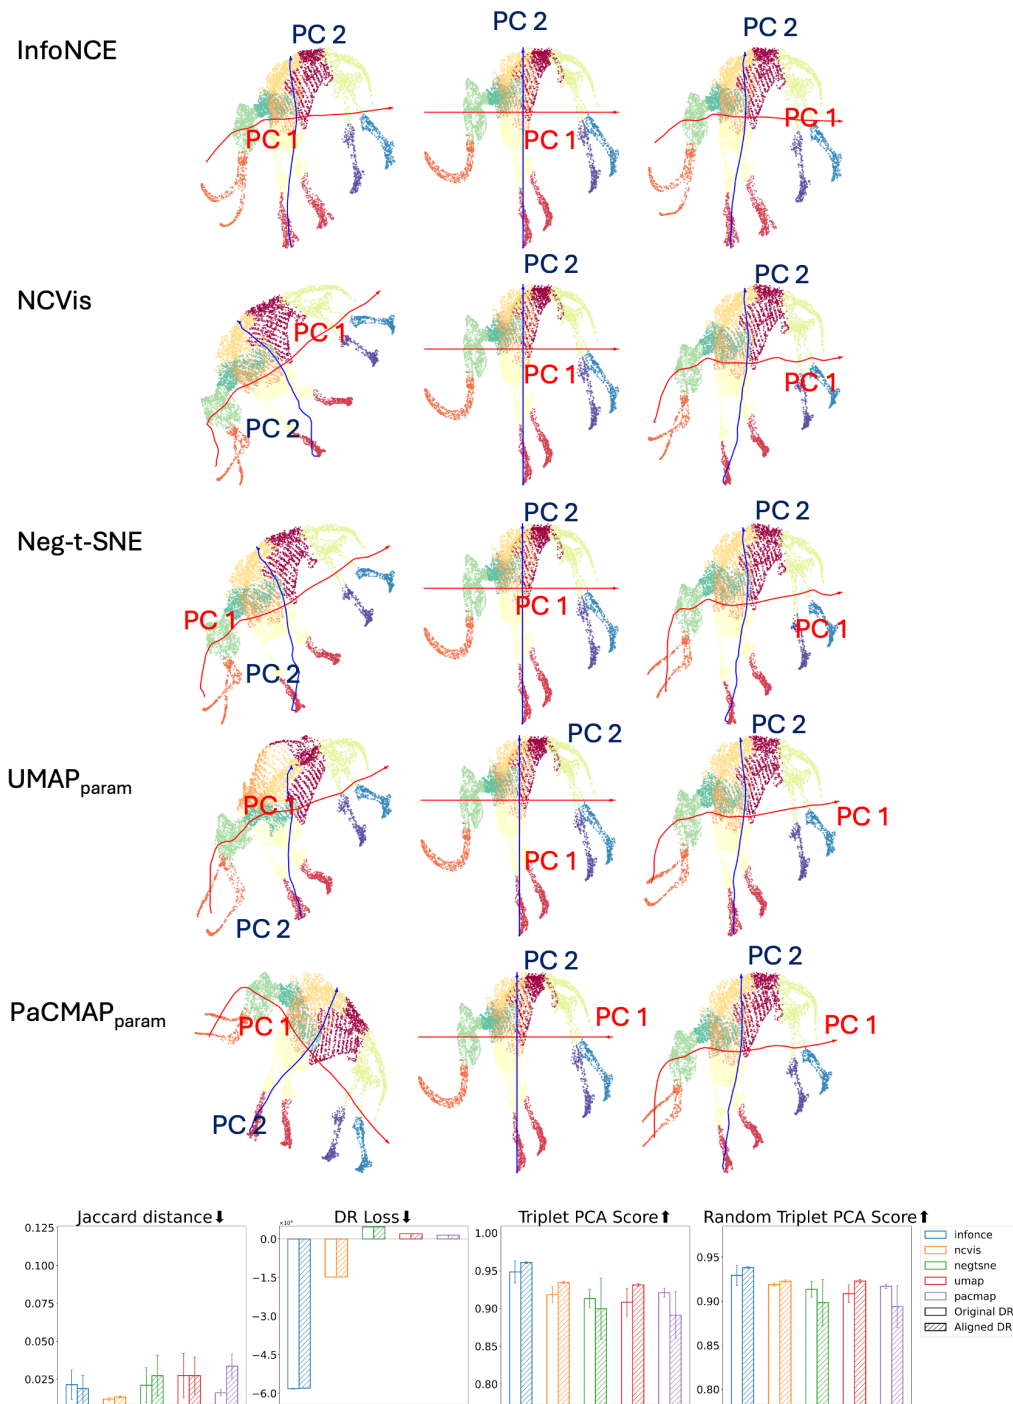 InfoNCE
PC 2
PC 2
PC 2
PC 1
PC 1
PC 1
NCVis
PC 2
PC 2
PC 1
PC 1
PC 1
PC 2
Neg-t-SNE
PC 2
PC 2
PC 1
PC 1
PC 1
PC 2
UMAPparam
PC 2
PC 2
PC 1
PC 1
PC 1
PC 2
PaCMAPparam
PC 2
PC 2
PC 1
PC 1
PC 1
PC 2
Jaccard distance⬇
0.125
0.100
0.075
0.050
0.025
DR Loss⬇
×10⁶
0.0
−1.5
−3.0
−4.5
−6.0
Triplet PCA Score⬆
1.00
0.95
0.90
0.85
0.80
Random Triplet PCA Score⬆
0.95
0.90
0.85
0.80
infonce
ncvis
negtsne
umap
pacmap
Original DR
Aligned DR